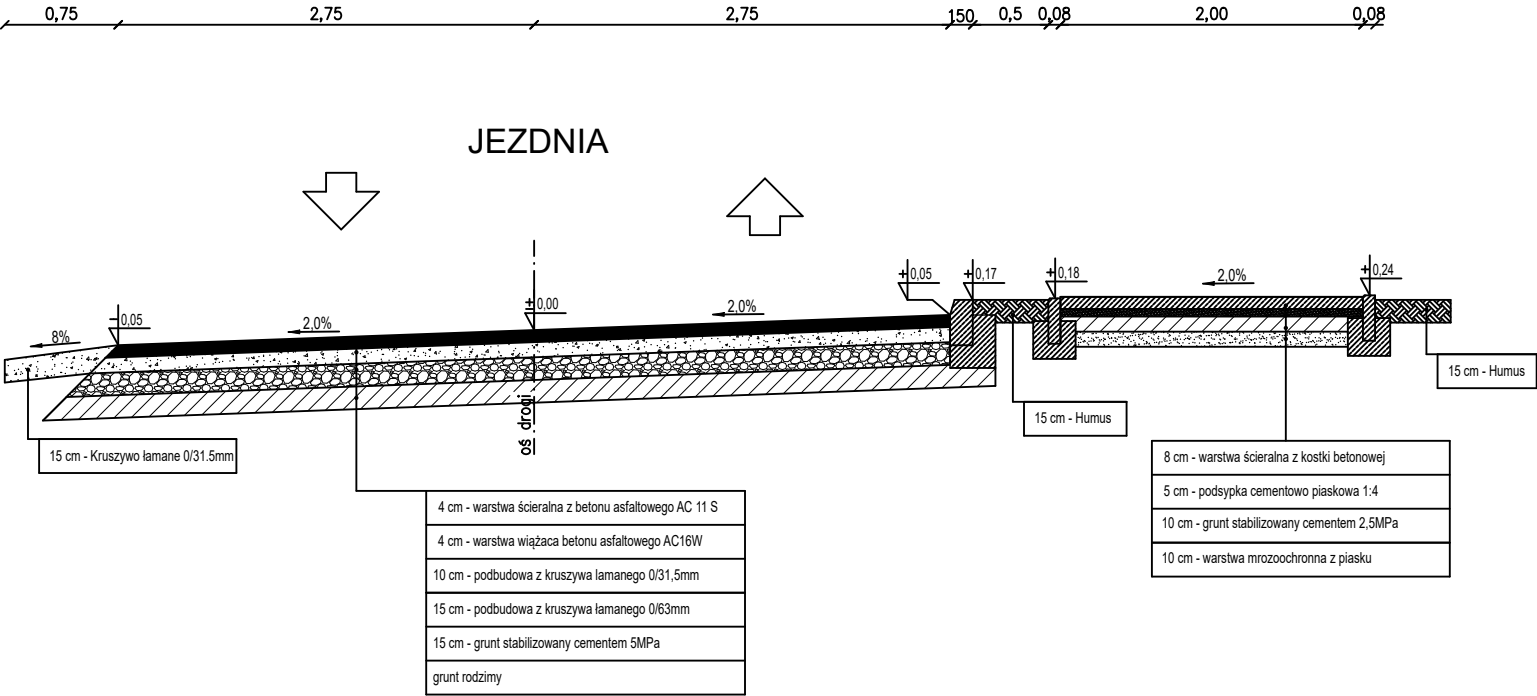 0,75 2,75 2,75 150 0,5 0,08 2,00 0,08
JEZDNIA
8%
-0,05
2,0%
±0,00
2,0%
+0,05
+0,17
+0,18
2,0%
+0,24
oś drogi
15 cm - Kruszywo łamane 0/31.5mm
4 cm - warstwa ścieralna z betonu asfaltowego AC 11 S
4 cm - warstwa wiążaca betonu asfaltowego AC16W
10 cm - podbudowa z kruszywa lamanego 0/31,5mm
15 cm - podbudowa z kruszywa łamanego 0/63mm
15 cm - grunt stabilizowany cementem 5MPa
grunt rodzimy
15 cm - Humus
8 cm - warstwa ścieralna z kostki betonowej
5 cm - podsypka cementowo piaskowa 1:4
10 cm - grunt stabilizowany cementem 2,5MPa
10 cm - warstwa mrozoochronna z piasku
15 cm - Humus